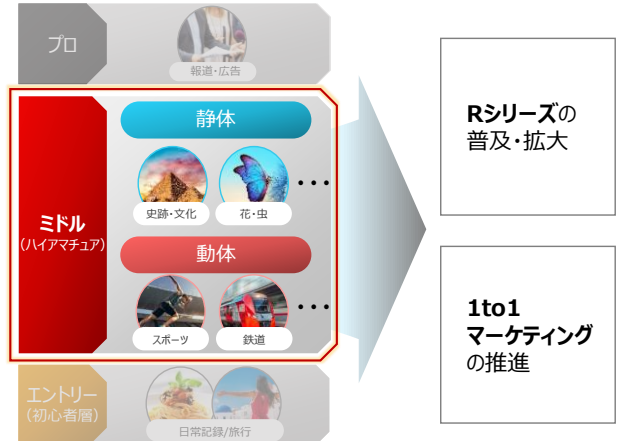 プロ
報道・広告
静体
史跡・文化
花・虫
・・・
ミドル
（ハイアマチュア）
動体
スポーツ
鉄道
・・・
エントリー
（初心者層）
日常記録/旅行
Rシリーズの
普及・拡大
1to1
マーケティング
の推進